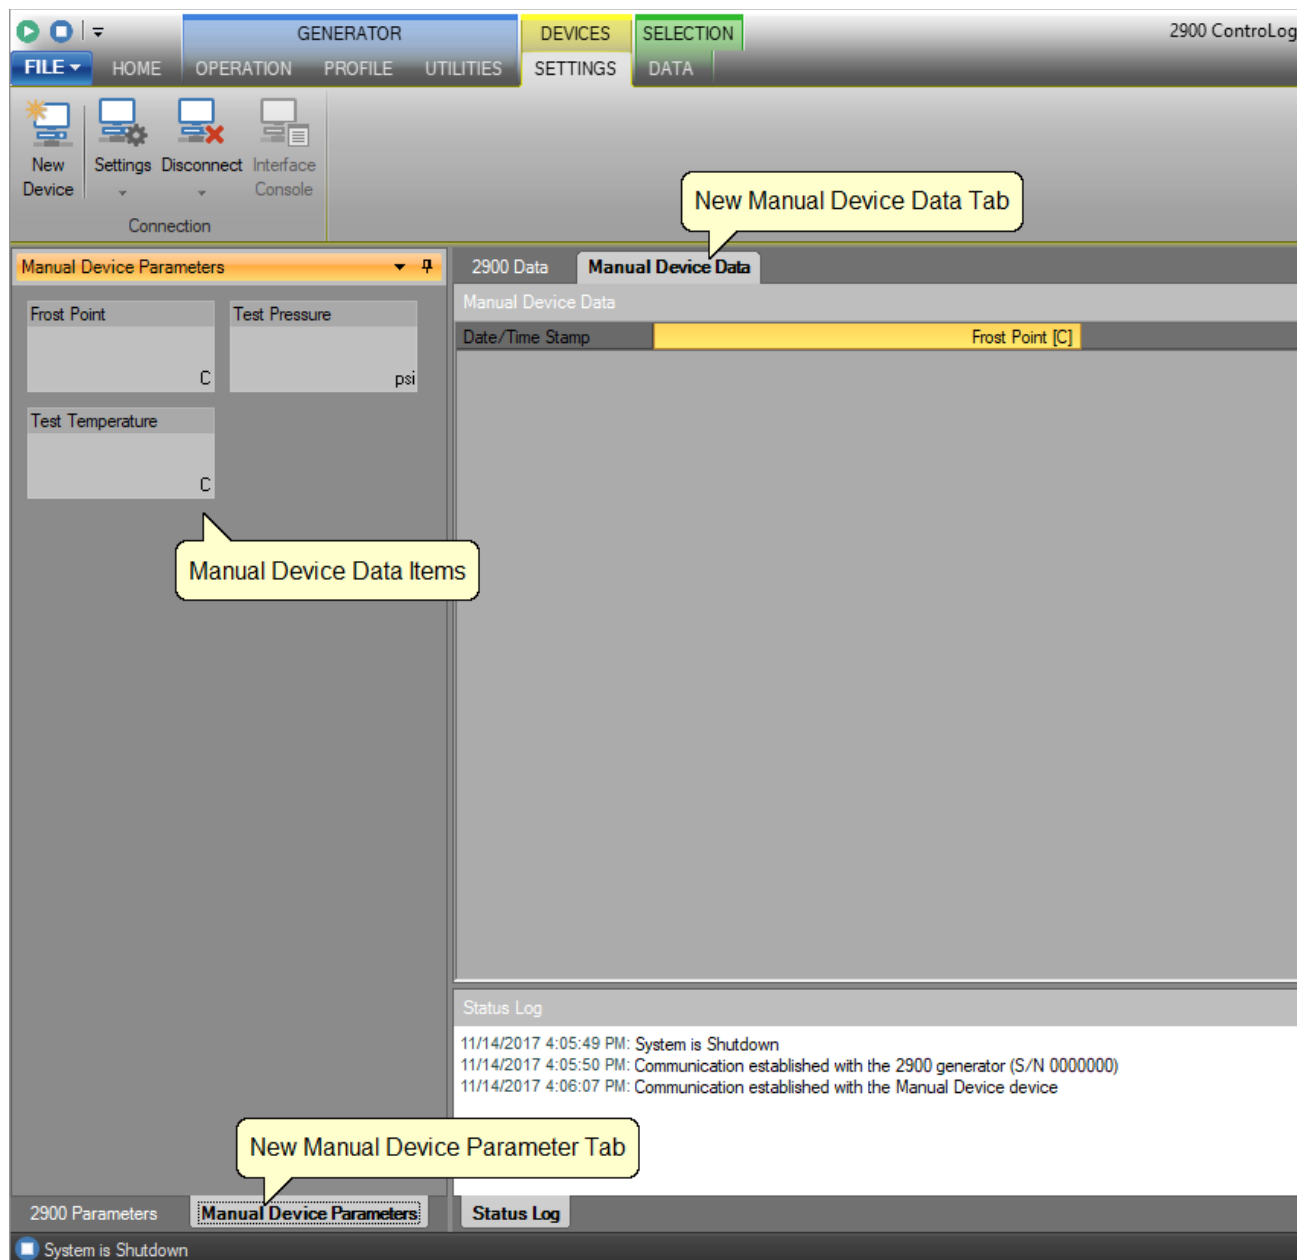 GENERATOR DEVICES SELECTION 2900 ControLog
FILE HOME OPERATION PROFILE UTILITIES SETTINGS DATA
New Device
Settings
Disconnect
Interface Console
Connection
New Manual Device Data Tab
Manual Device Parameters
2900 Data Manual Device Data
Manual Device Data
Date/Time Stamp Frost Point [C]
Frost Point
C
Test Pressure
psi
Test Temperature
C
Manual Device Data Items
Status Log
11/14/2017 4:05:49 PM: System is Shutdown
11/14/2017 4:05:50 PM: Communication established with the 2900 generator (S/N 0000000)
11/14/2017 4:06:07 PM: Communication established with the Manual Device device
New Manual Device Parameter Tab
2900 Parameters Manual Device Parameters Status Log
System is Shutdown